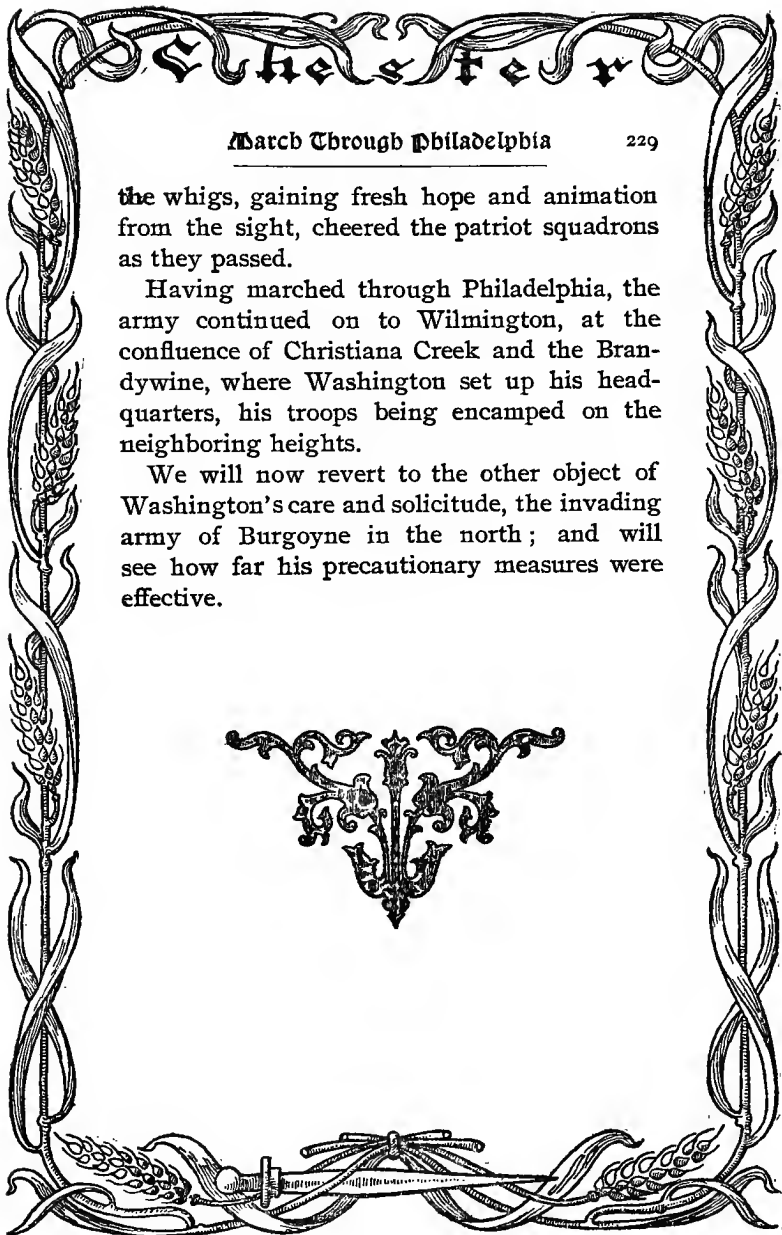 Chester
March Through Philadelphia 229
the whigs, gaining fresh hope and animation
from the sight, cheered the patriot squadrons
as they passed.
Having marched through Philadelphia, the
army continued on to Wilmington, at the
confluence of Christiana Creek and the Bran-
dywine, where Washington set up his head-
quarters, his troops being encamped on the
neighboring heights.
We will now revert to the other object of
Washington's care and solicitude, the invading
army of Burgoyne in the north ; and will
see how far his precautionary measures were
effective.